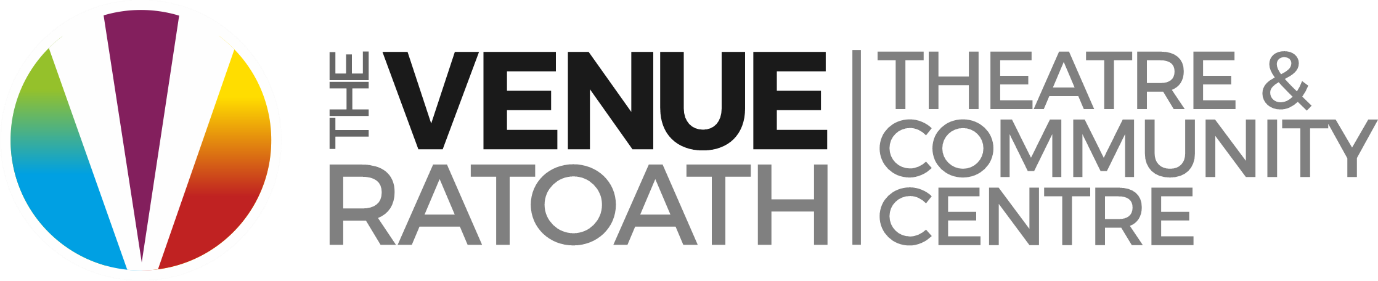 THE VENUE
RATOATH
THEATRE &
COMMUNITY
CENTRE